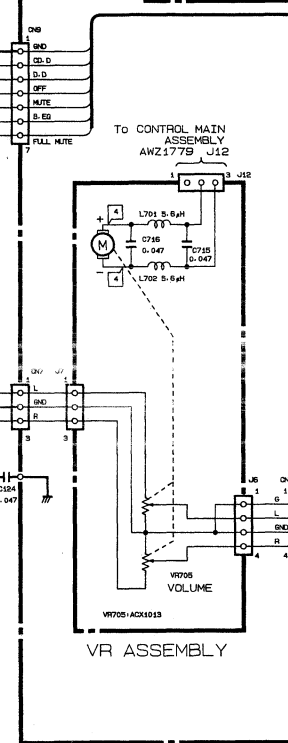 CN9
1
GND
CD.D
D.D
OFF
MUTE
S.EQ
FULL MUTE
7
To CONTROL MAIN
ASSEMBLY
AWZ1779 J12
1 3 J12
+ 4 L701 5.6μH
M C716 0.047 C715 0.047
- 4 L702 5.6μH
CN7 J7
1 L 1
GND
R
3 3
C124
.047
J6 CN
1 G 1
L
GND
4 R 4
VR705
VOLUME
VR705:ACX1013
VR ASSEMBLY